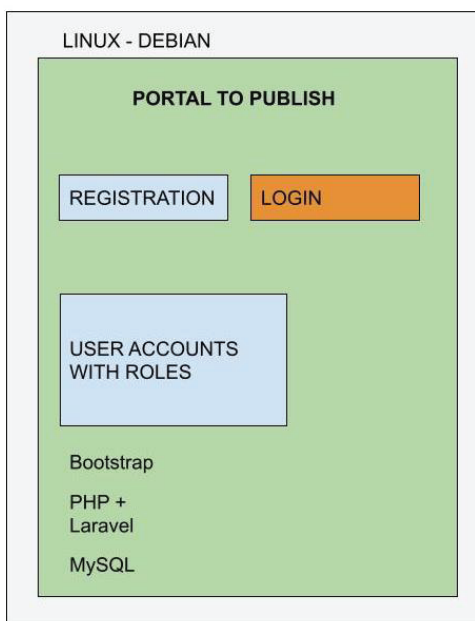 LINUX - DEBIAN
PORTAL TO PUBLISH
REGISTRATION
LOGIN
USER ACCOUNTS
WITH ROLES
Bootstrap
PHP +
Laravel
MySQL